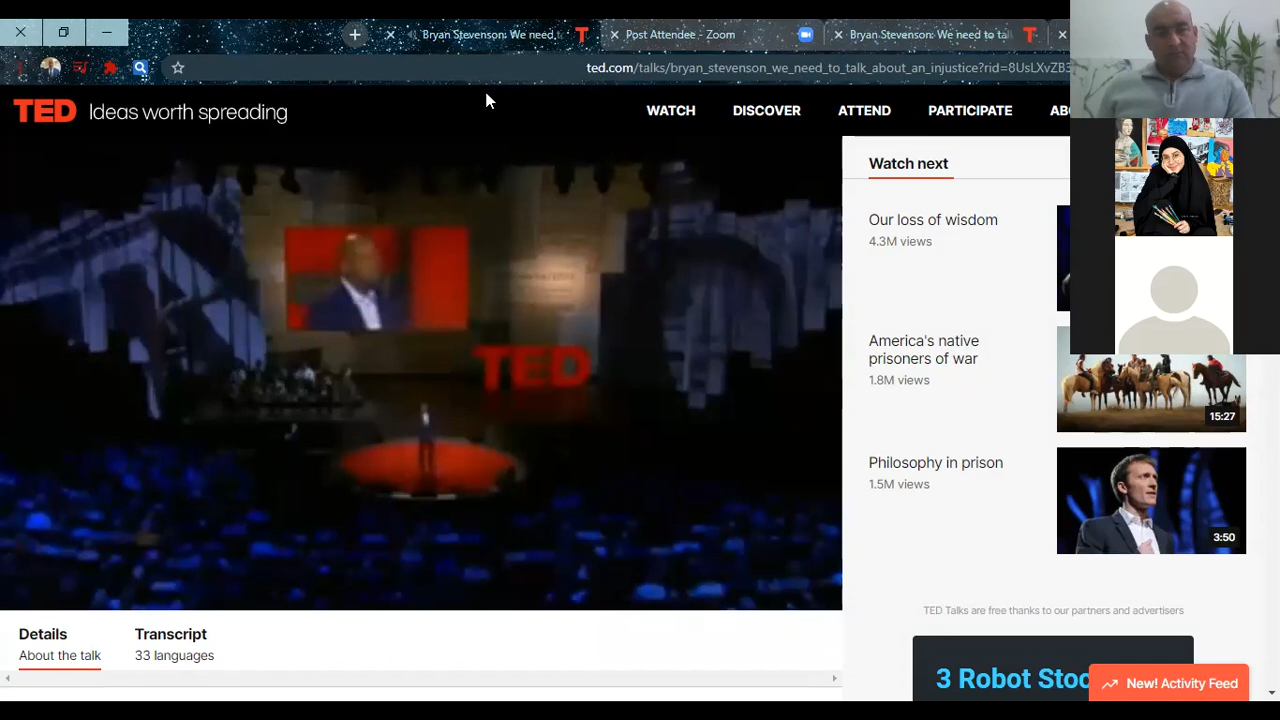 Bryan Stevenson: We need
Post Attendee - Zoom
Bryan Stevenson: We need to tal
ted.com/talks/bryan_stevenson_we_need_to_talk_about_an_injustice?rid=8UsLXvZB3
TED Ideas worth spreading
WATCH
DISCOVER
ATTEND
PARTICIPATE
AB
TED
Watch next
Our loss of wisdom
4.3M views
America's native
prisoners of war
1.8M views
15:27
Philosophy in prison
1.5M views
3:50
TED Talks are free thanks to our partners and advertisers
3 Robot Stoc
New! Activity Feed
Details
About the talk
Transcript
33 languages